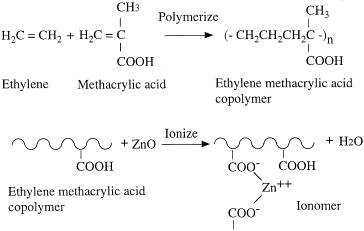 CH3 Polymerize CH3
H2C = CH2 + H2C = C (- CH2CH2CH2C -)n
COOH COOH
Ethylene Methacrylic acid Ethylene methacrylic acid
copolymer
+ ZnO Ionize + H2O
COOH COO- COOH
Ethylene methacrylic acid Zn++
copolymer Ionomer
COO-